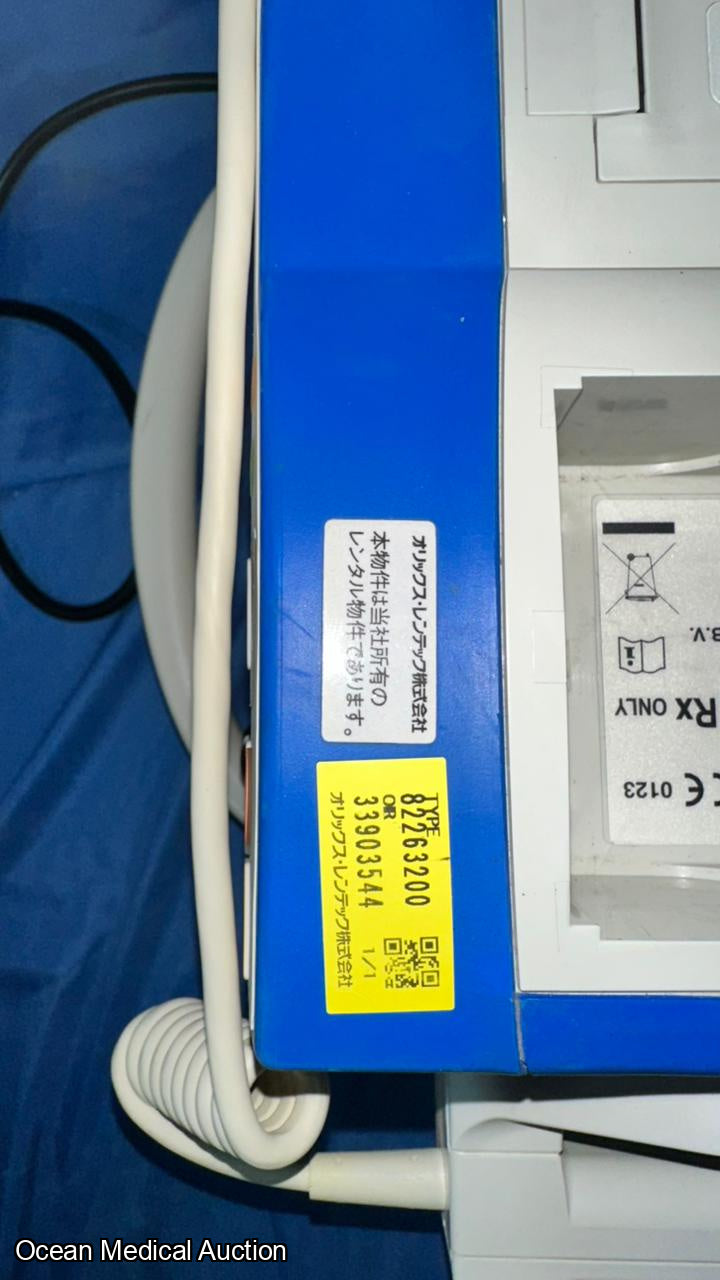 オリックス・レンテック株式会社
本物件は当社所有の
レンタル物件であります。
TYPE
82263200
OR
33903544
1/1
オリックス・レンテック株式会社
B.V.
Rx ONLY
CE 0123
Ocean Medical Auction